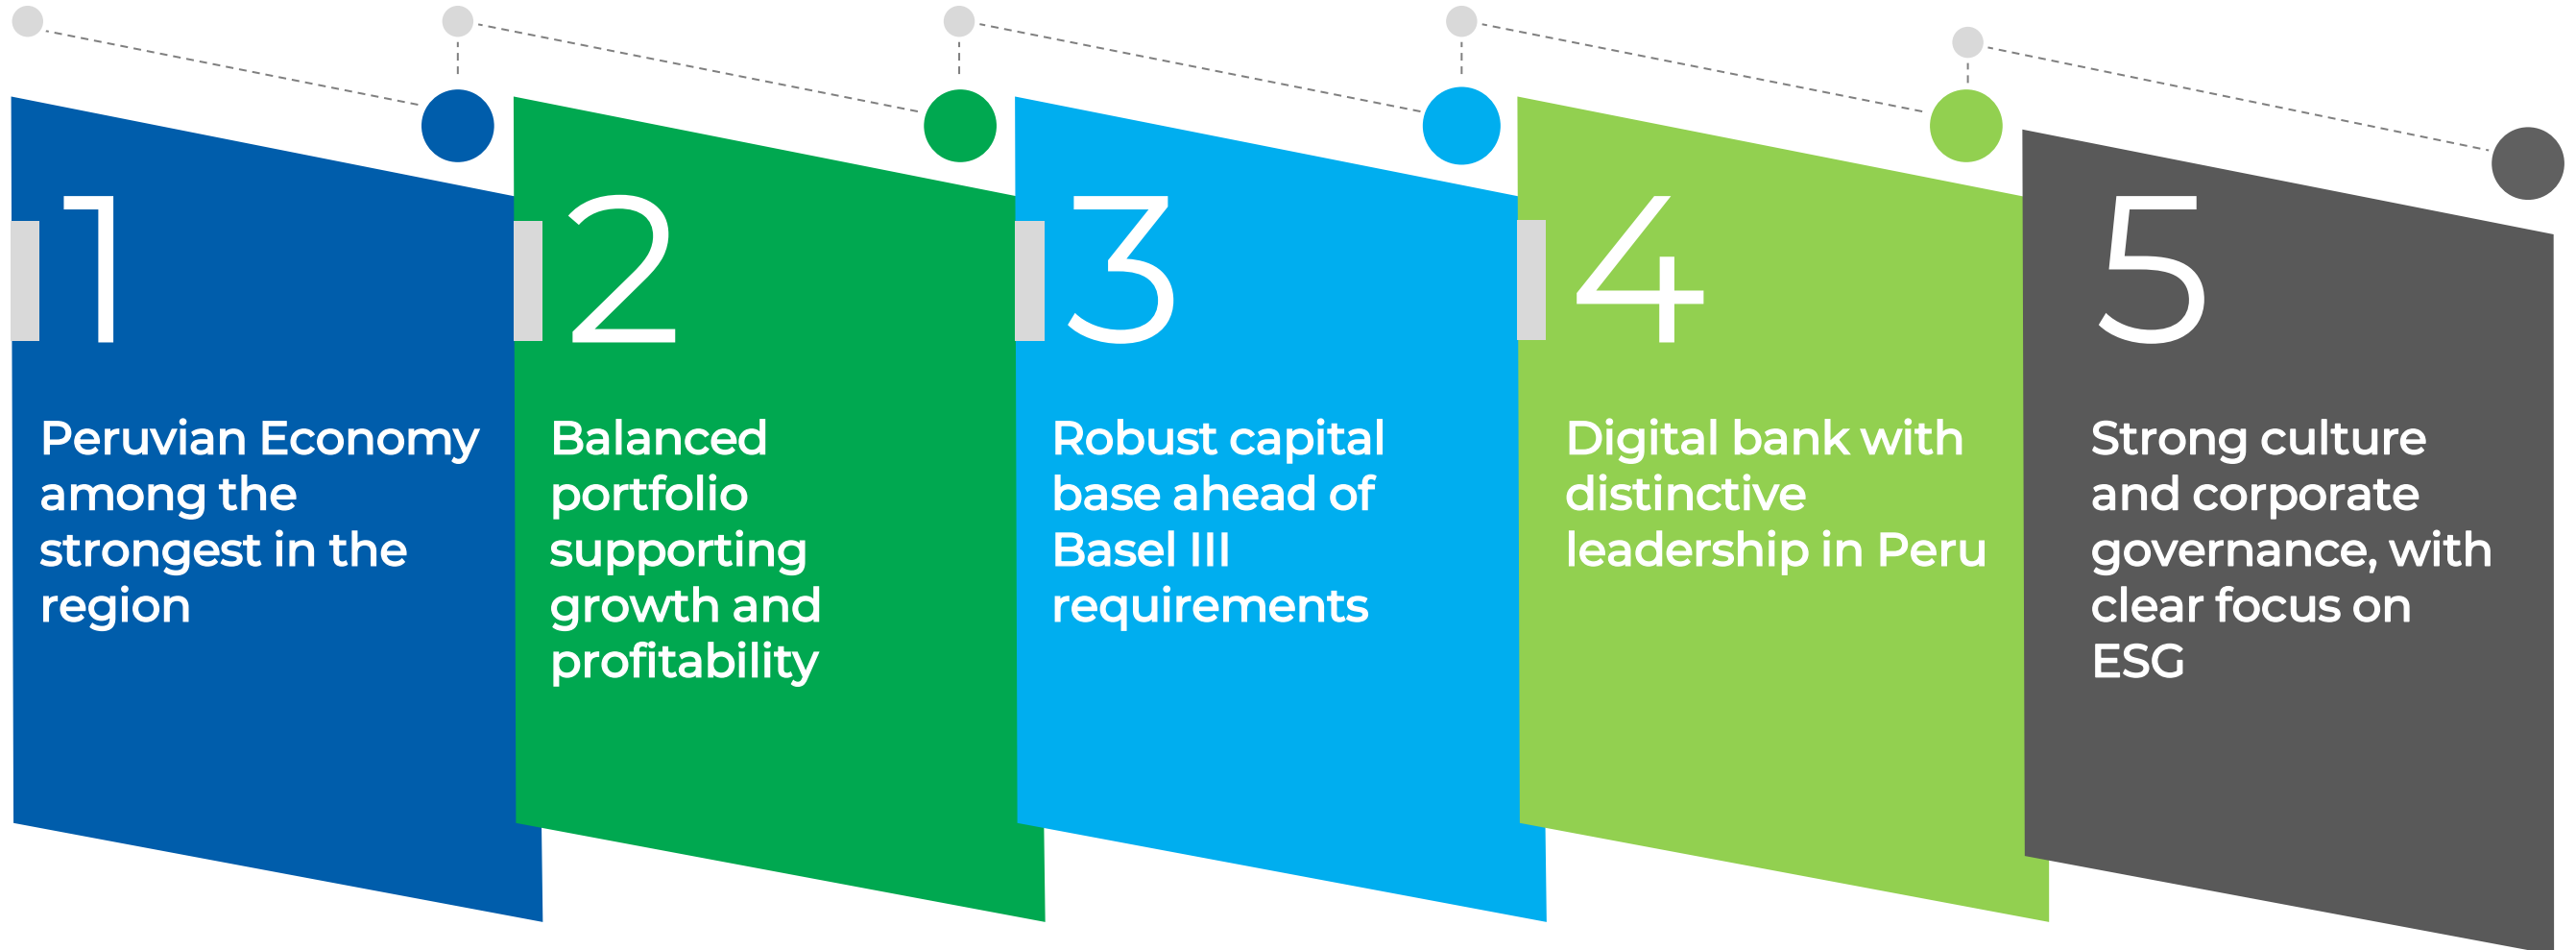 1
Peruvian Economy
among the
strongest in the
region
2
Balanced
portfolio
supporting
growth and
profitability
3
Robust capital
base ahead of
Basel III
requirements
4
Digital bank with
distinctive
leadership in Peru
5
Strong culture
and corporate
governance, with
clear focus on
ESG